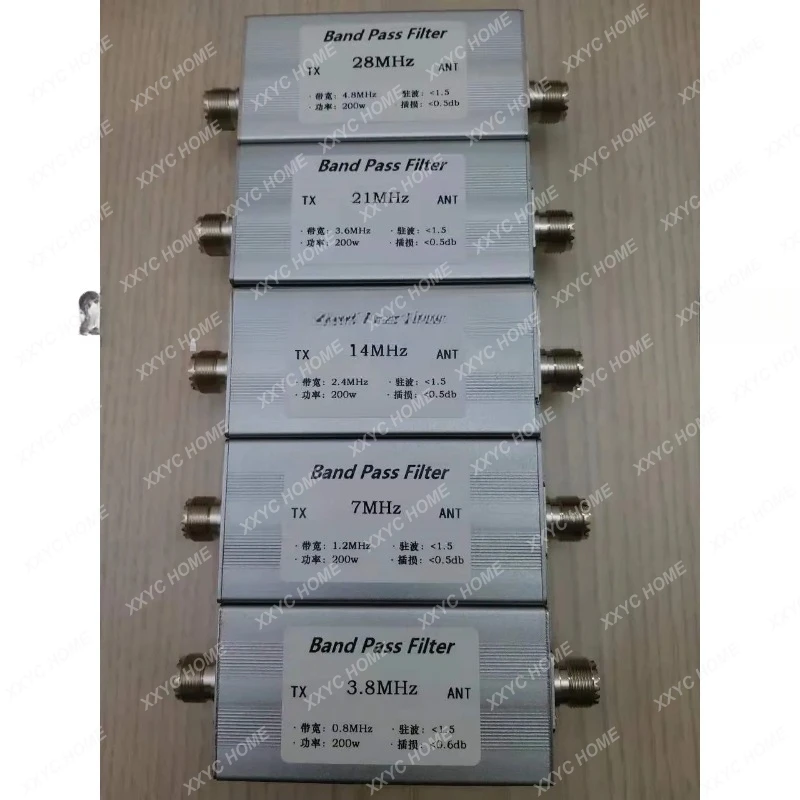 Band Pass Filter
28MHz
TX ANT
·带宽: 4.8MHz ·驻波: <1.5
·功率: 200w ·插损: <0.5db
Band Pass Filter
TX 21MHz ANT
·带宽: 3.6MHz ·驻波: <1.5
·功率: 200w ·插损: <0.5db
TX 14MHz ANT
·带宽: 2.4MHz ·驻波: <1.5
·功率: 200w ·插损: <0.5db
Band Pass Filter
TX 7MHz ANT
·带宽: 1.2MHz ·驻波: <1.5
·功率: 200w ·插损: <0.5db
Band Pass Filter
TX 3.8MHz ANT
·带宽: 0.8MHz ·驻波: <1.5
·功率: 200w ·插损: <0.6db
XXYC HOME